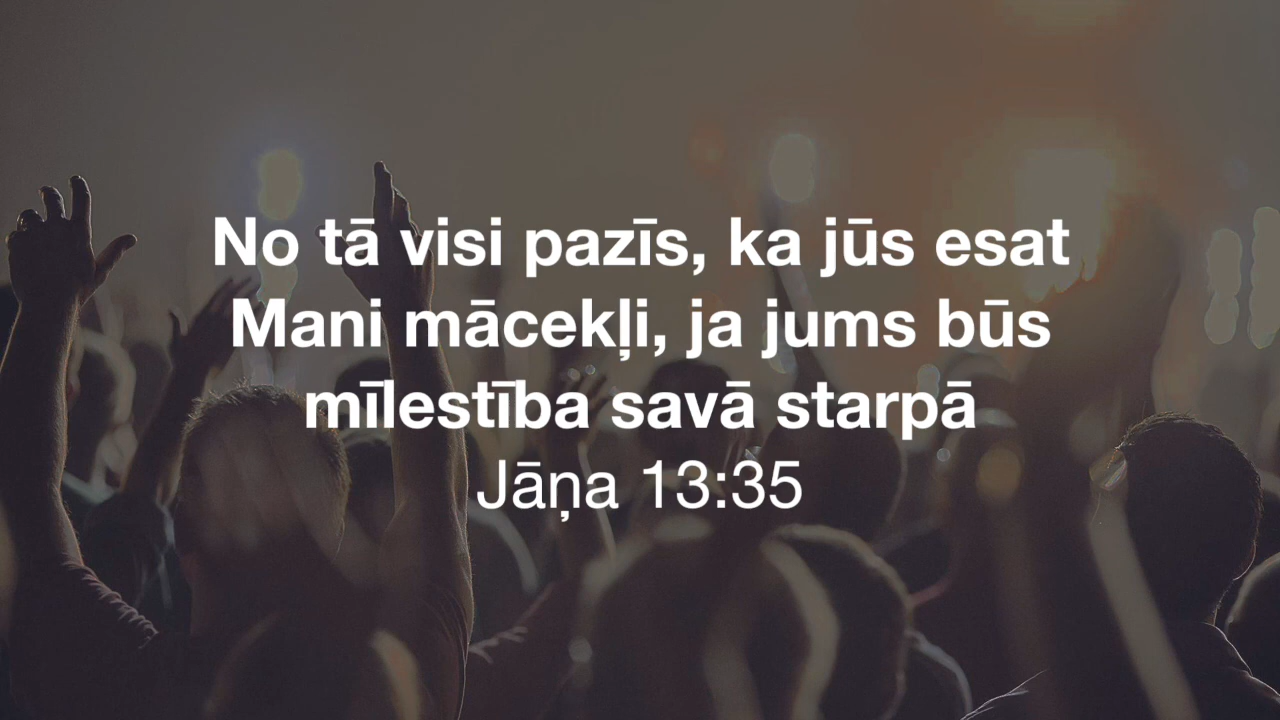 No tā visi pazīs, ka jūs esat
Mani mācekļi, ja jums būs
mīlestība savā starpā
Jāņa 13:35